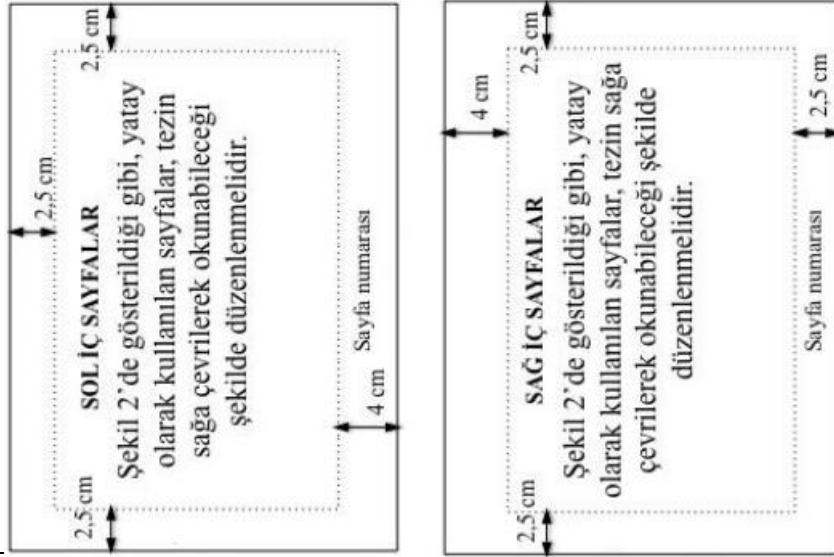 2,5 cm
2,5 cm
2,5 cm
SOL İÇ SAYFALAR
Şekil 2’de gösterildiği gibi, yatay
olarak kullanılan sayfalar, tezin
sağa çevrilerek okunabileceği
şekilde düzenlenmelidir.
Sayfa numarası
4 cm
2,5 cm
2,5 cm
4 cm
SAĞ İÇ SAYFALAR
Şekil 2’de gösterildiği gibi, yatay
olarak kullanılan sayfalar, tezin sağa
çevrilerek okunabileceği şekilde
düzenlenmelidir.
Sayfa numarası
2,5 cm